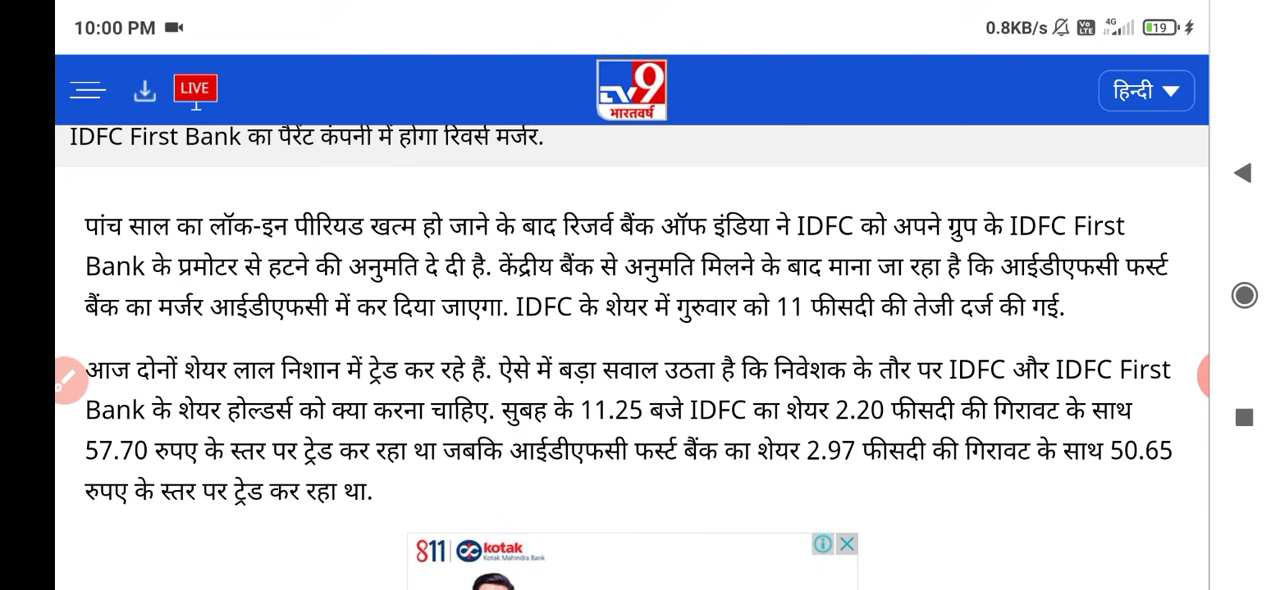 10:00 PM
0.8KB/s 4G 19
LIVE
TV9
भारतवर्ष
हिन्दी
IDFC First Bank का पैरेंट कंपनी में होगा रिवर्स मर्जर.
पांच साल का लॉक-इन पीरियड खत्म हो जाने के बाद रिजर्व बैंक ऑफ इंडिया ने IDFC को अपने ग्रुप के IDFC First
Bank के प्रमोटर से हटने की अनुमति दे दी है. केंद्रीय बैंक से अनुमति मिलने के बाद माना जा रहा है कि आईडीएफसी फर्स्ट
बैंक का मर्जर आईडीएफसी में कर दिया जाएगा. IDFC के शेयर में गुरुवार को 11 फीसदी की तेजी दर्ज की गई.
आज दोनों शेयर लाल निशान में ट्रेड कर रहे हैं. ऐसे में बड़ा सवाल उठता है कि निवेशक के तौर पर IDFC और IDFC First
Bank के शेयर होल्डर्स को क्या करना चाहिए. सुबह के 11.25 बजे IDFC का शेयर 2.20 फीसदी की गिरावट के साथ
57.70 रुपए के स्तर पर ट्रेड कर रहा था जबकि आईडीएफसी फर्स्ट बैंक का शेयर 2.97 फीसदी की गिरावट के साथ 50.65
रुपए के स्तर पर ट्रेड कर रहा था.
811 kotak
Kotak Mahindra Bank